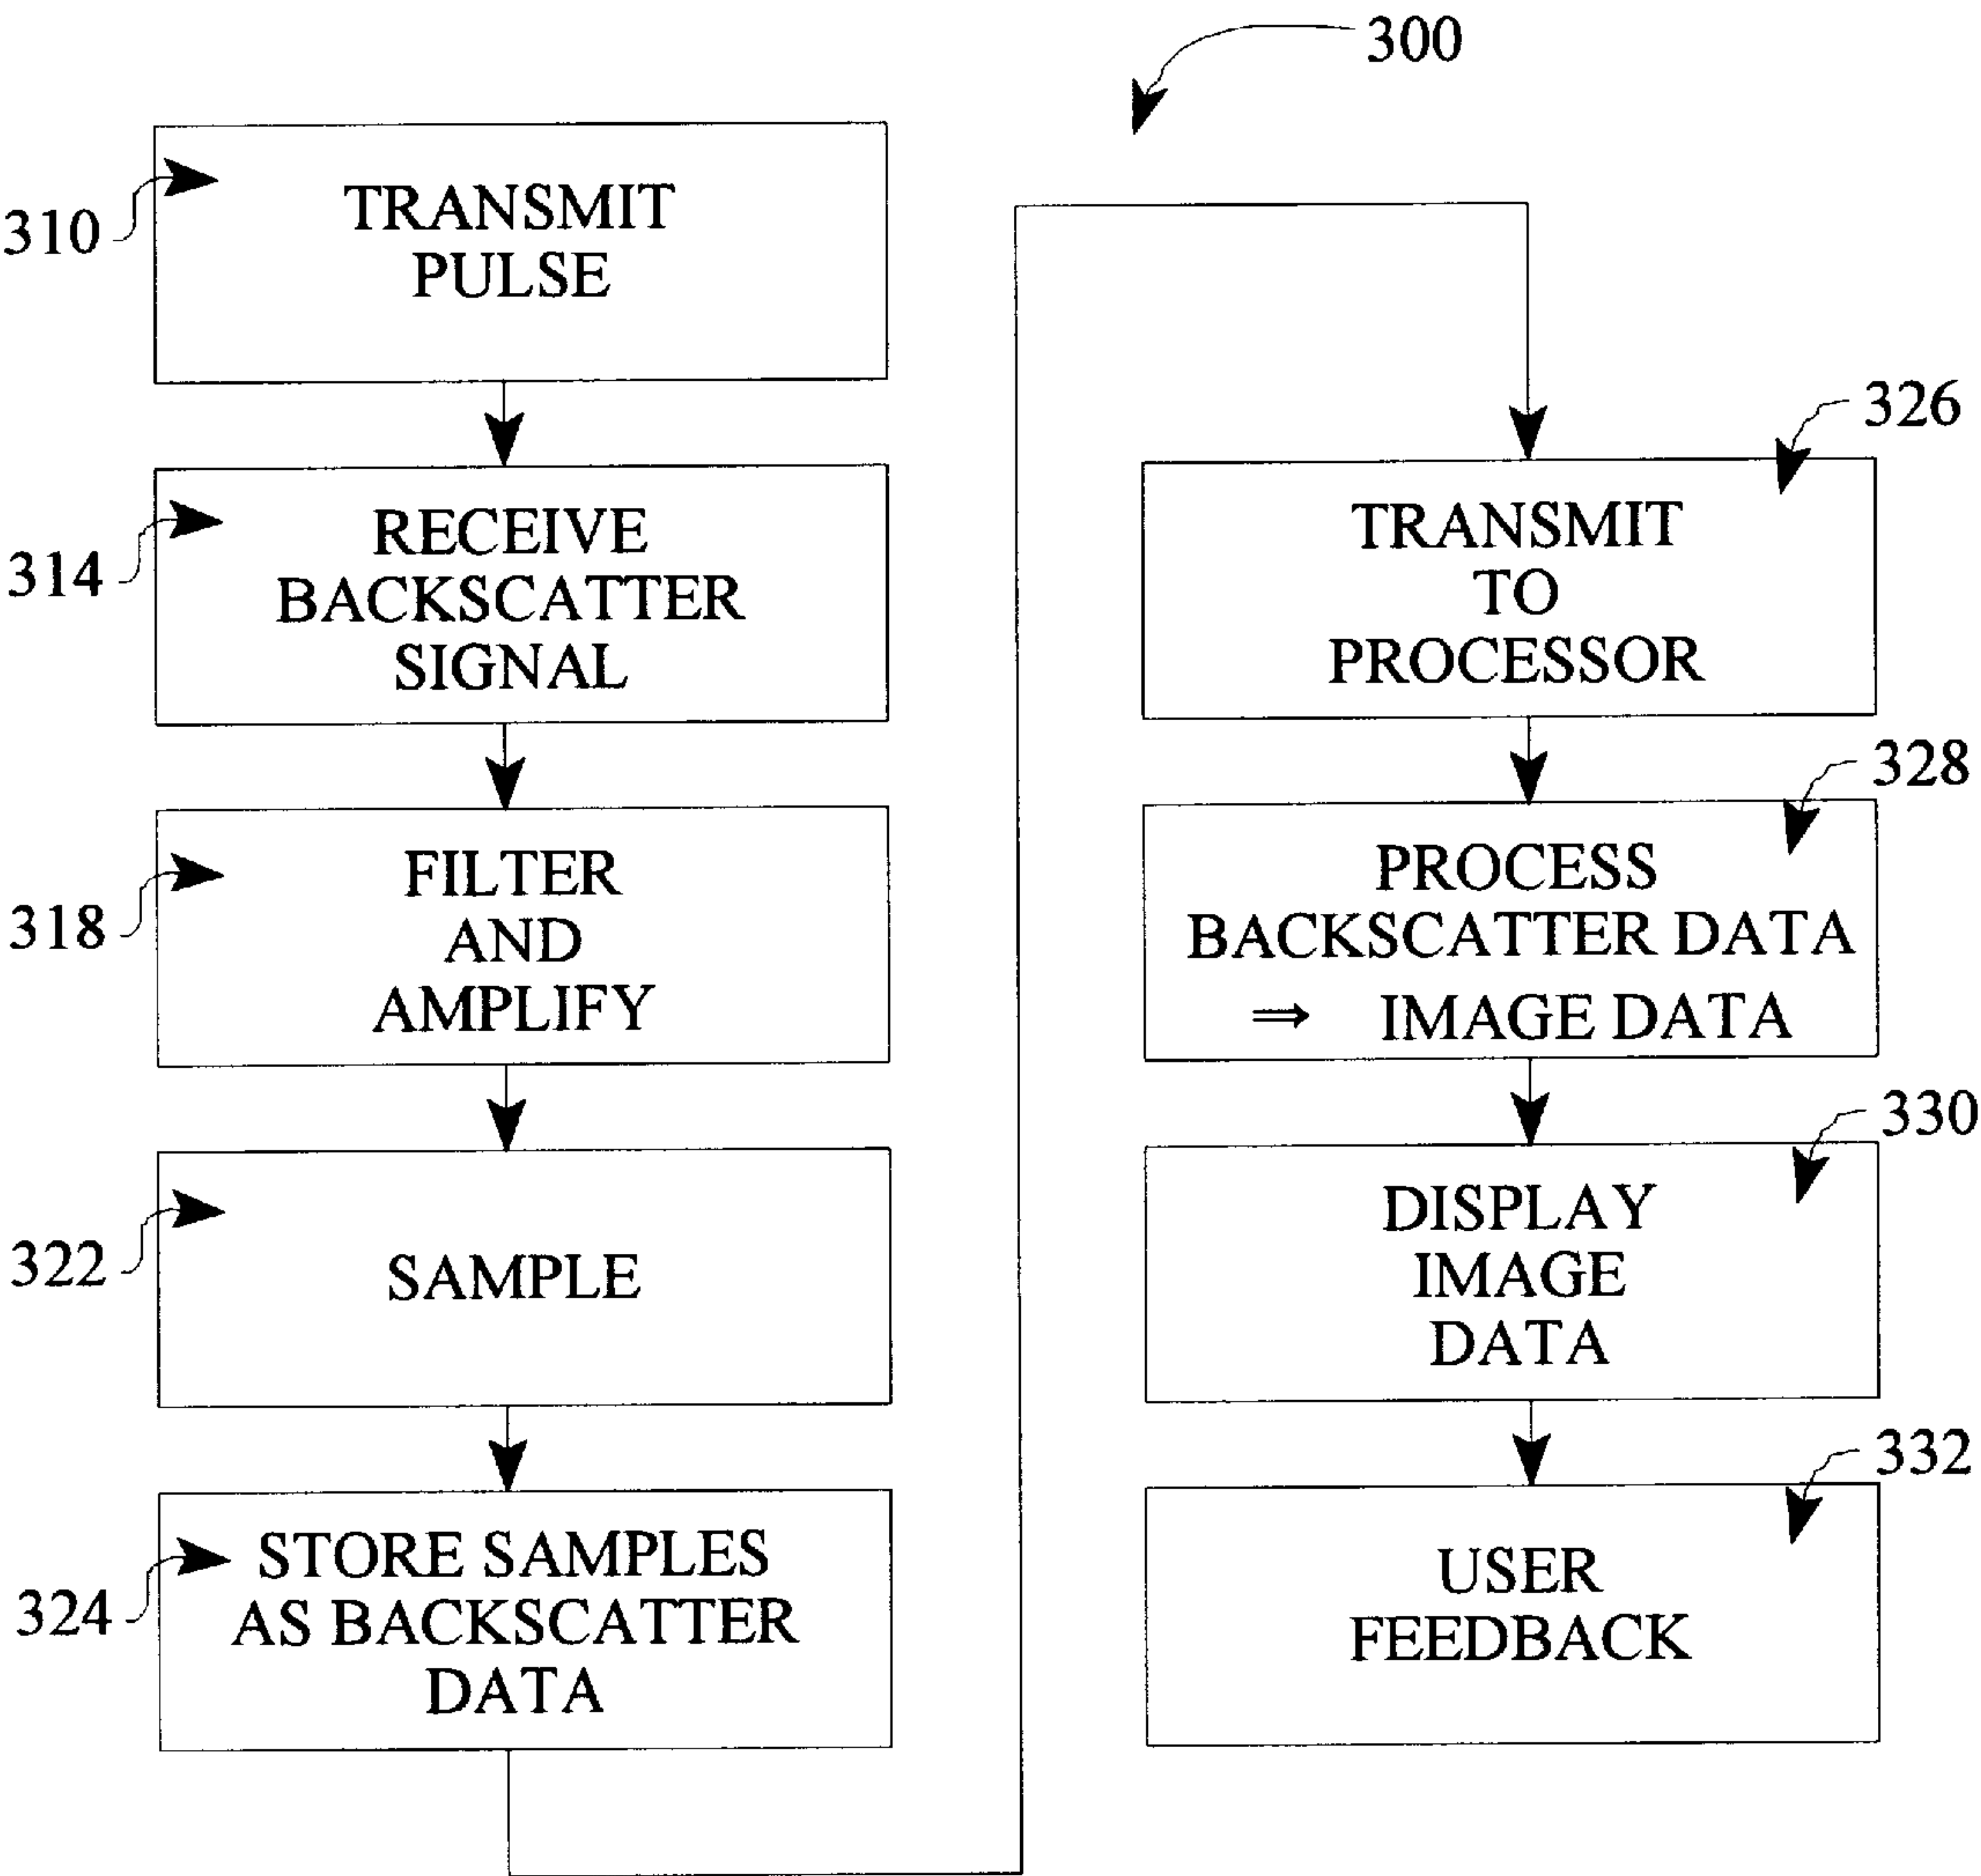 300
310
TRANSMIT
PULSE
314
RECEIVE
BACKSCATTER
SIGNAL
318
FILTER
AND
AMPLIFY
322
SAMPLE
324
STORE SAMPLES
AS BACKSCATTER
DATA
326
TRANSMIT
TO
PROCESSOR
328
PROCESS
BACKSCATTER DATA
⇒ IMAGE DATA
330
DISPLAY
IMAGE
DATA
332
USER
FEEDBACK